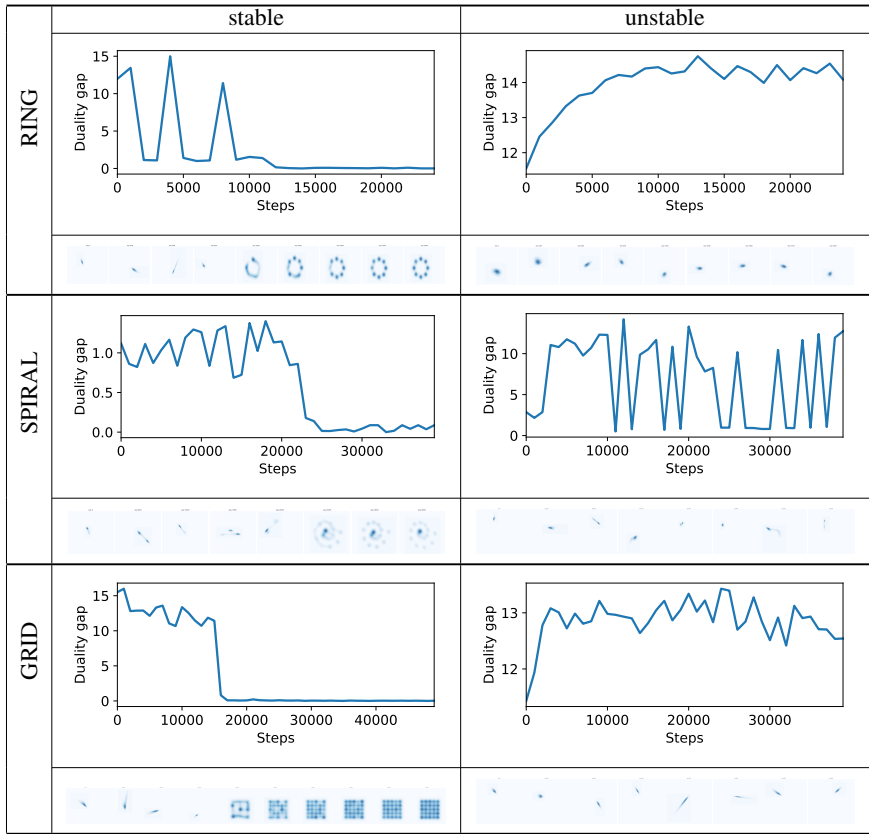 stable unstable
RING
Duality gap
15
10
5
0
0 5000 10000 15000 20000
Steps
Duality gap
14
13
12
0 5000 10000 15000 20000
Steps
SPIRAL
Duality gap
1.0
0.5
0.0
0 10000 20000 30000
Steps
Duality gap
10
5
0
0 10000 20000 30000
Steps
GRID
Duality gap
15
10
5
0
0 10000 20000 30000 40000
Steps
Duality gap
13
12
0 10000 20000 30000
Steps